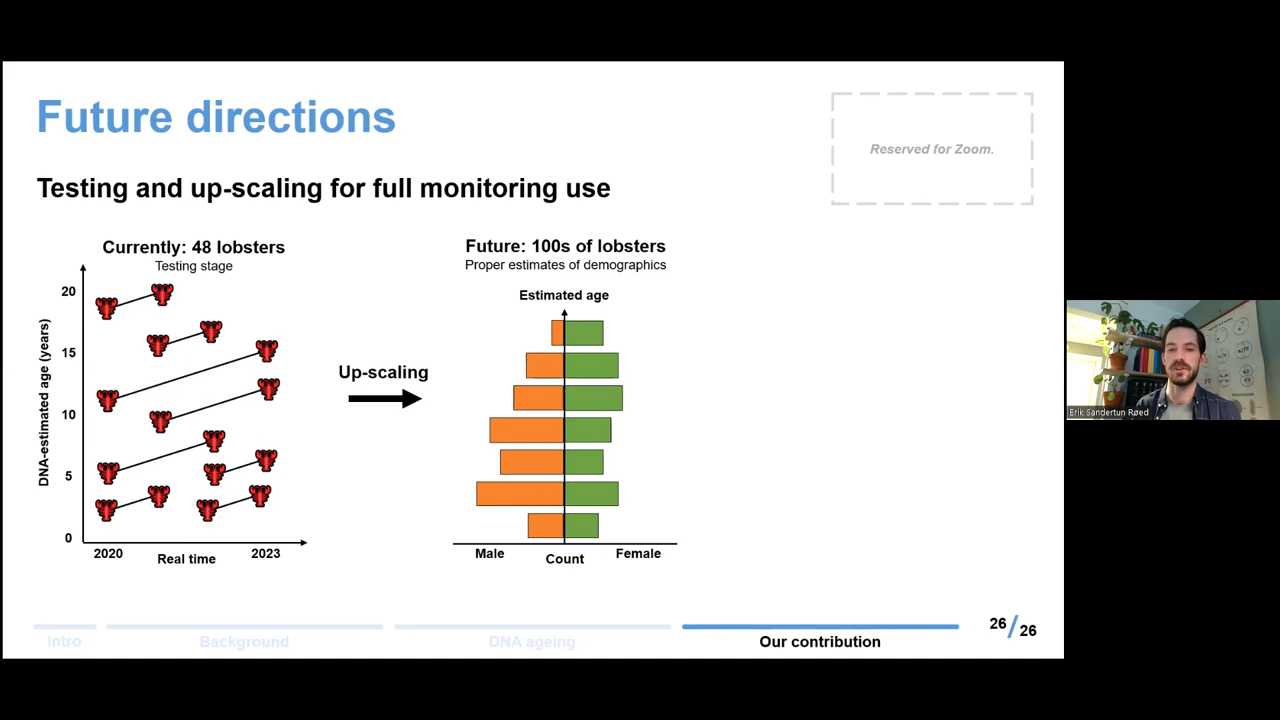 Future directions
Reserved for Zoom.
Testing and up-scaling for full monitoring use
Currently: 48 lobsters
Testing stage
DNA-estimated age (years)
20
15
10
5
0
2020
2023
Real time
Up-scaling
Future: 100s of lobsters
Proper estimates of demographics
Estimated age
Male
Female
Count
Erik Sandertun Røed
Intro
Background
DNA ageing
Our contribution
26/26